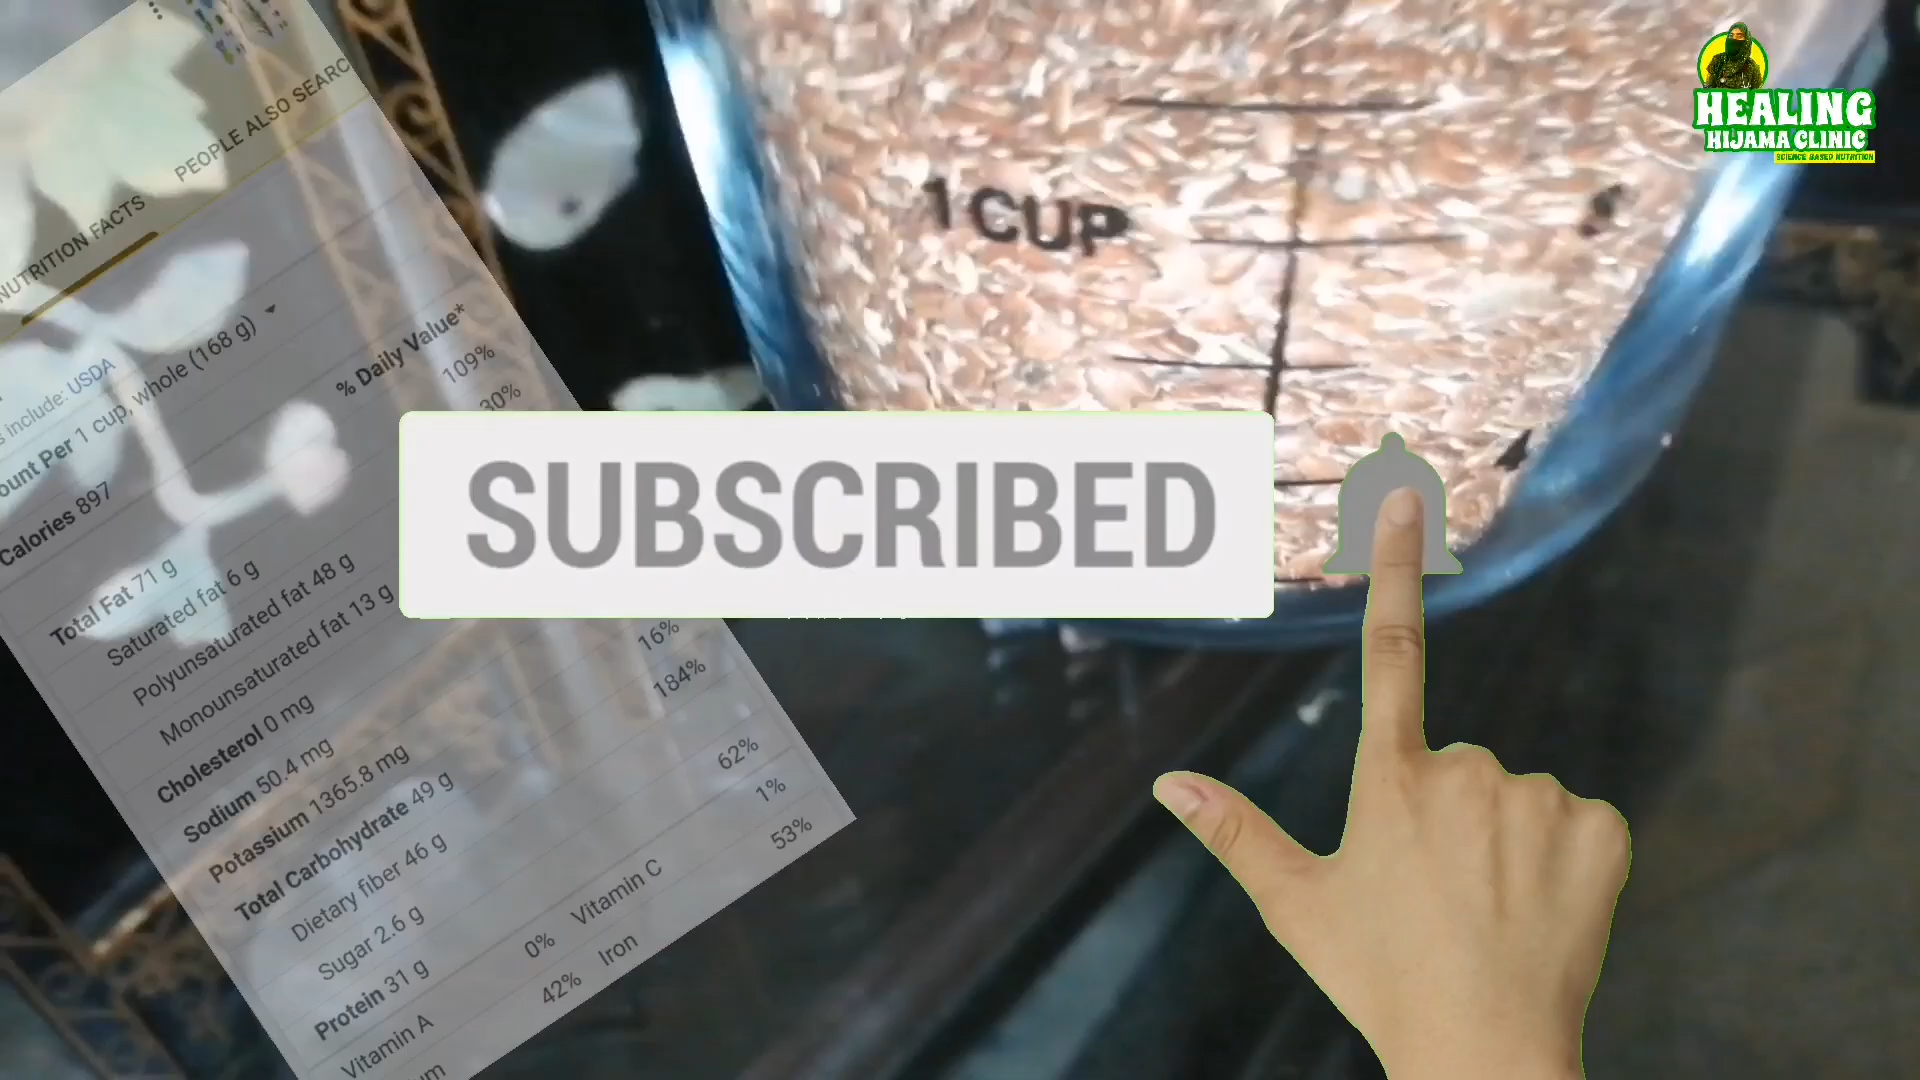 HEALING
HIJAMA CLINIC
SCIENCE BASED NUTRITION
1 CUP
SUBSCRIBED
NUTRITION FACTS PEOPLE ALSO SEARC
include: USDA
ount Per 1 cup, whole (168 g)
% Daily Value*
Calories 897
Total Fat 71 g 109%
Saturated fat 6 g 30%
Polyunsaturated fat 48 g
Monounsaturated fat 13 g
Cholesterol 0 mg
Sodium 50.4 mg
Potassium 1365.8 mg
Total Carbohydrate 49 g 16%
Dietary fiber 46 g 184%
Sugar 2.6 g
Protein 31 g 62%
Vitamin A 0% Vitamin C 1%
um 42% Iron 53%